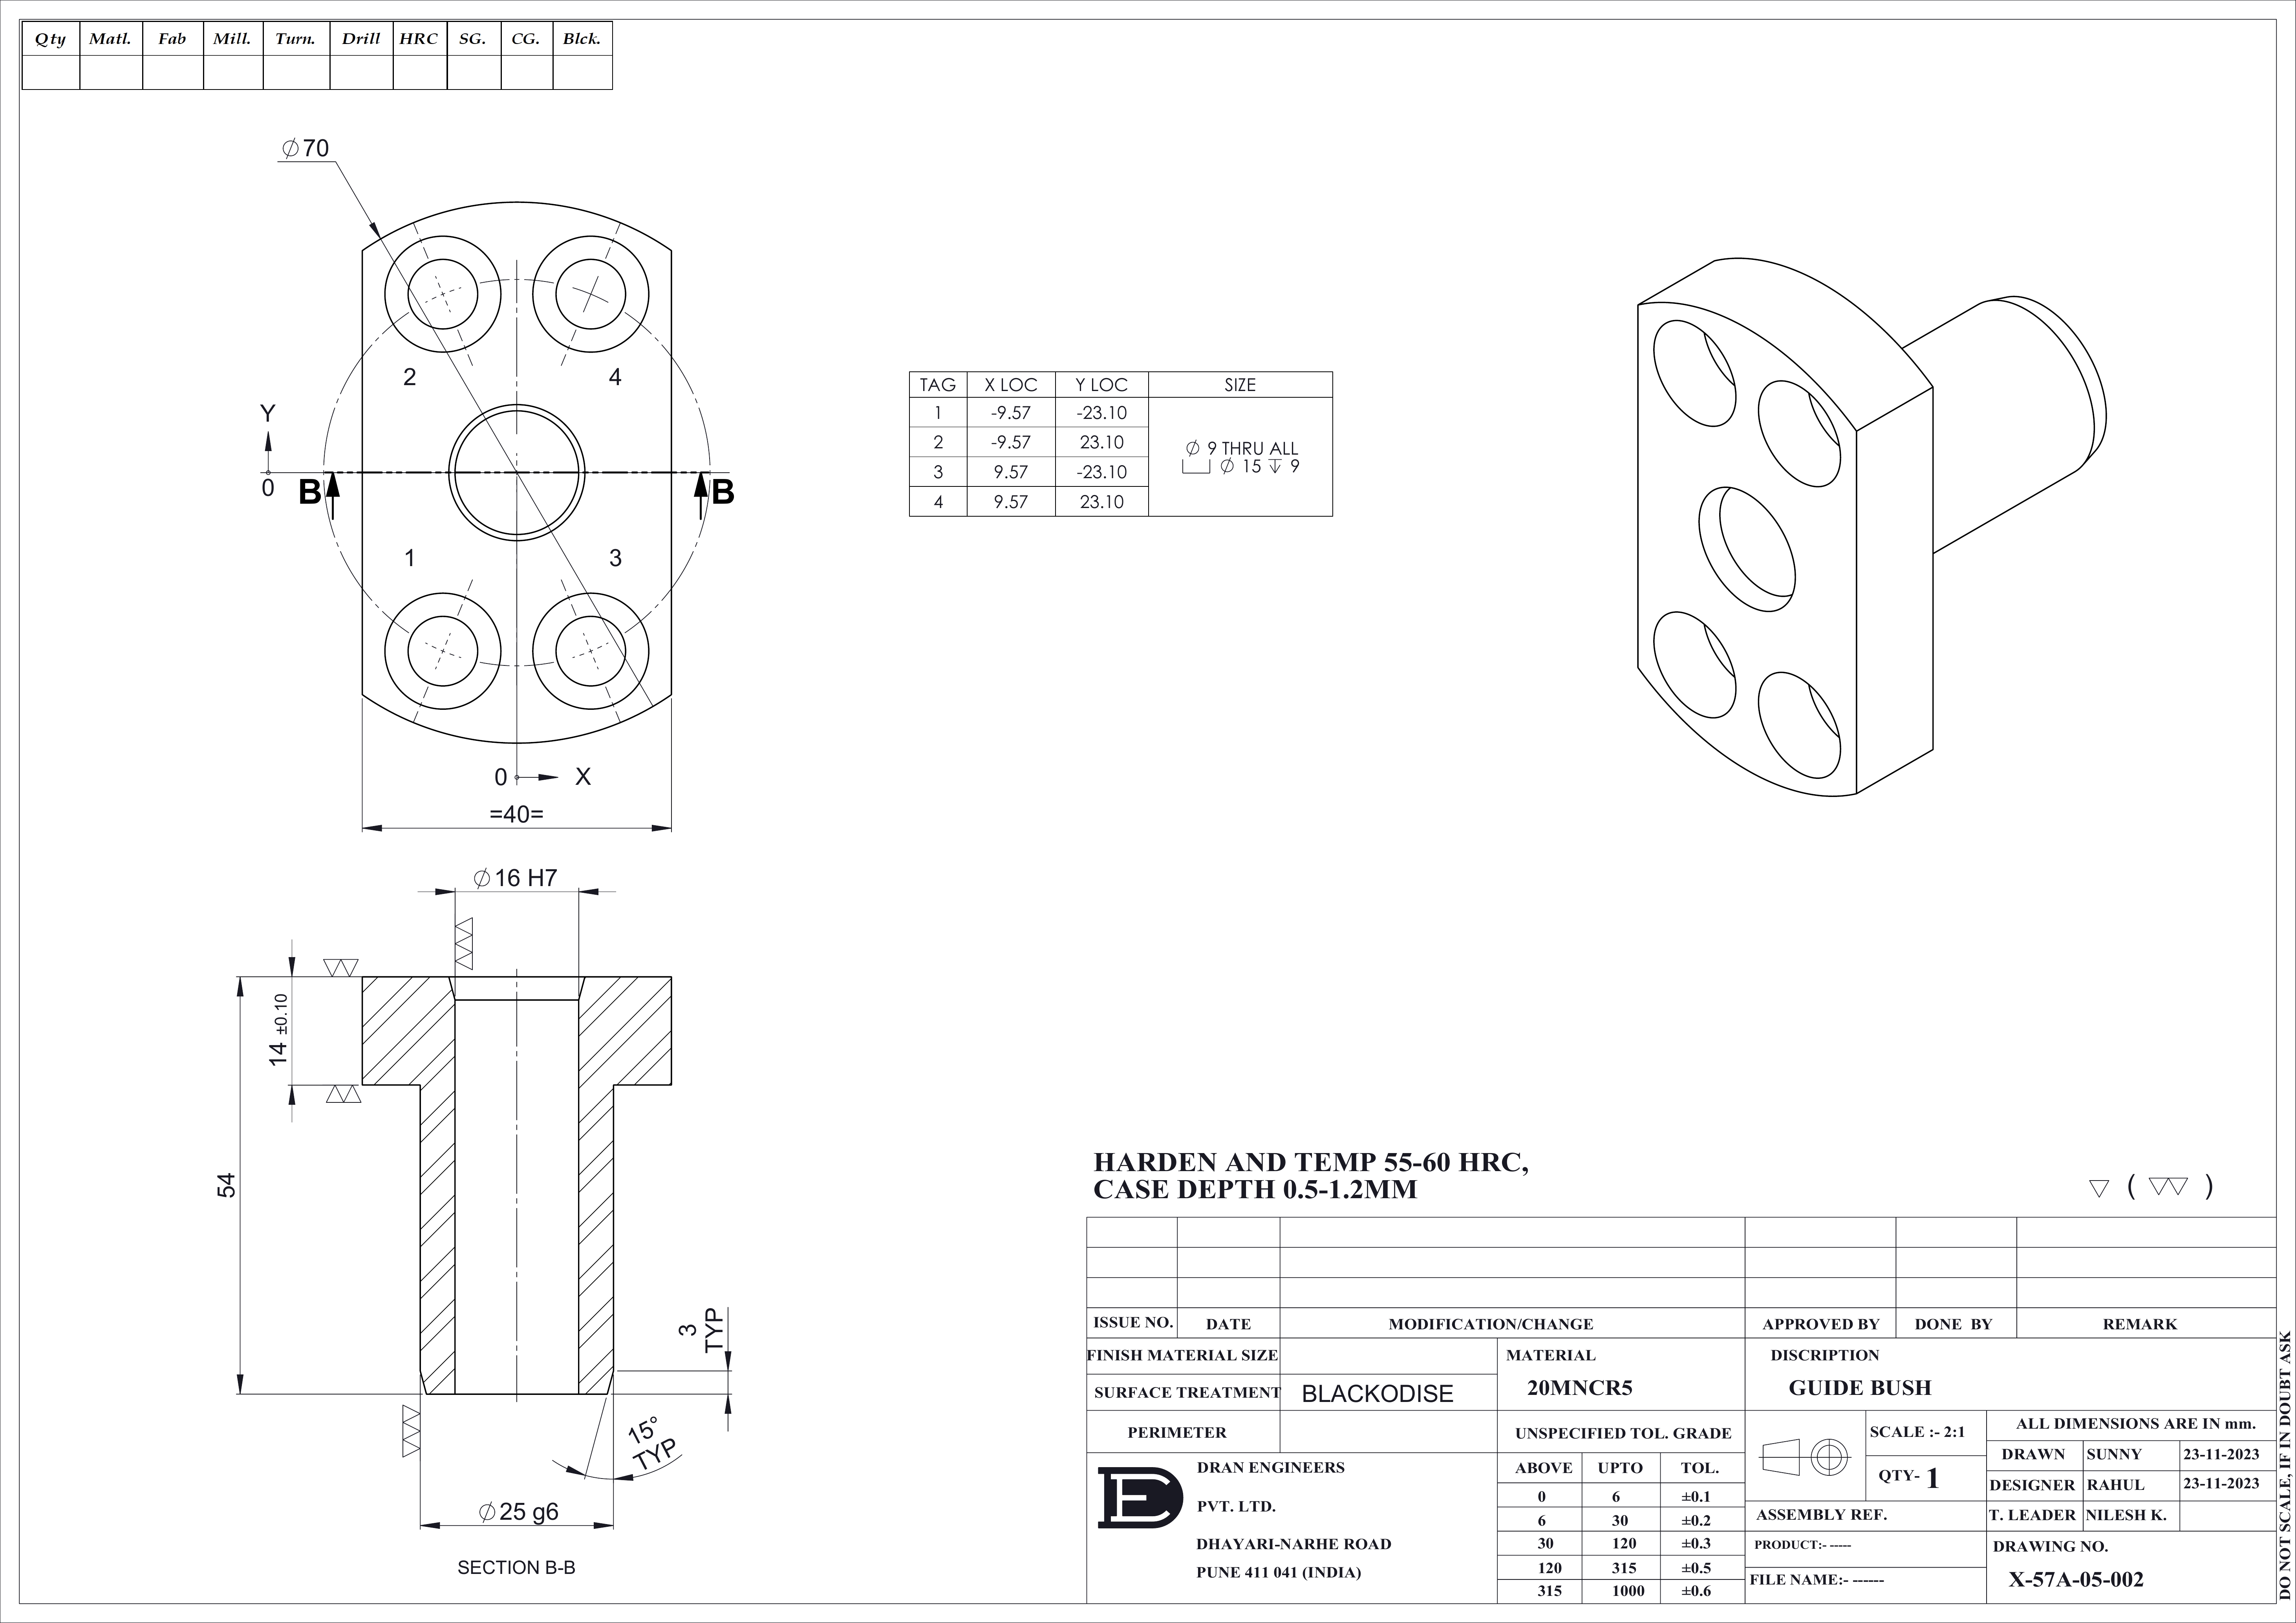 Qty Matl. Fab Mill. Turn. Drill HRC SG. CG. Blck.
∅70
2 4
Y
0
B B
1 3
0 X
=40=
TAG X LOC Y LOC SIZE
1 -9.57 -23.10
2 -9.57 23.10
3 9.57 -23.10
4 9.57 23.10
∅ 9 THRU ALL
⌴ ∅ 15 ↧ 9
∅16 H7
14 ±0.10
54
3
TYP
15°
TYP
∅25 g6
SECTION B-B
HARDEN AND TEMP 55-60 HRC,
CASE DEPTH 0.5-1.2MM
▽ ( ▽▽ )
ISSUE NO. DATE MODIFICATION/CHANGE APPROVED BY DONE BY REMARK
FINISH MATERIAL SIZE
SURFACE TREATMENT BLACKODISE
PERIMETER
MATERIAL
20MNCR5
DISCRIPTION
GUIDE BUSH
UNSPECIFIED TOL. GRADE
ABOVE UPTO TOL.
0 6 ±0.1
6 30 ±0.2
30 120 ±0.3
120 315 ±0.5
315 1000 ±0.6
DE
DRAN ENGINEERS
PVT. LTD.
DHAYARI-NARHE ROAD
PUNE 411 041 (INDIA)
SCALE :- 2:1
QTY- 1
ALL DIMENSIONS ARE IN mm.
DRAWN SUNNY 23-11-2023
DESIGNER RAHUL 23-11-2023
T. LEADER NILESH K.
ASSEMBLY REF.
PRODUCT:- -----
FILE NAME:- ------
DRAWING NO.
X-57A-05-002
DO NOT SCALE, IF IN DOUBT ASK